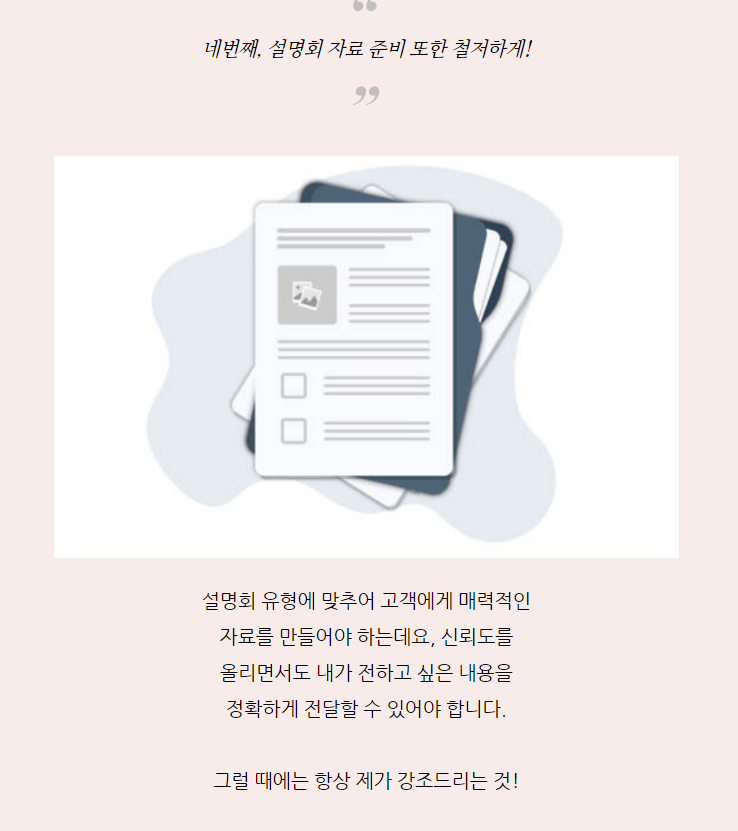 “
네번째, 설명회 자료 준비 또한 철저하게!
”
설명회 유형에 맞추어 고객에게 매력적인
자료를 만들어야 하는데요, 신뢰도를
올리면서도 내가 전하고 싶은 내용을
정확하게 전달할 수 있어야 합니다.
그럴 때에는 항상 제가 강조드리는 것!